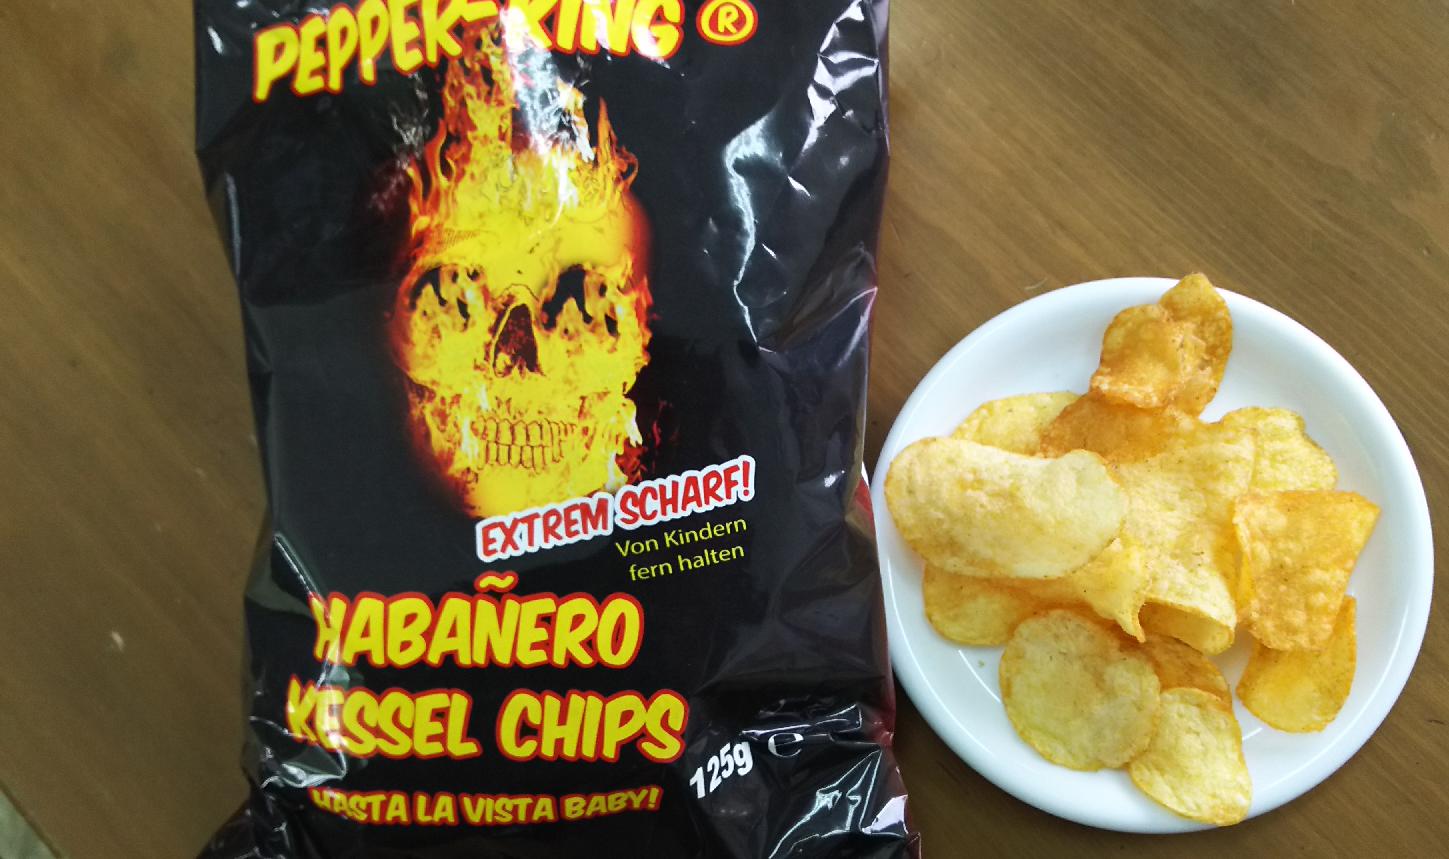 PEPPER-KING ®
EXTREM SCHARF!
Von Kindern
fern halten
HABAÑERO
KESSEL CHIPS
125g ℮
HASTA LA VISTA BABY!